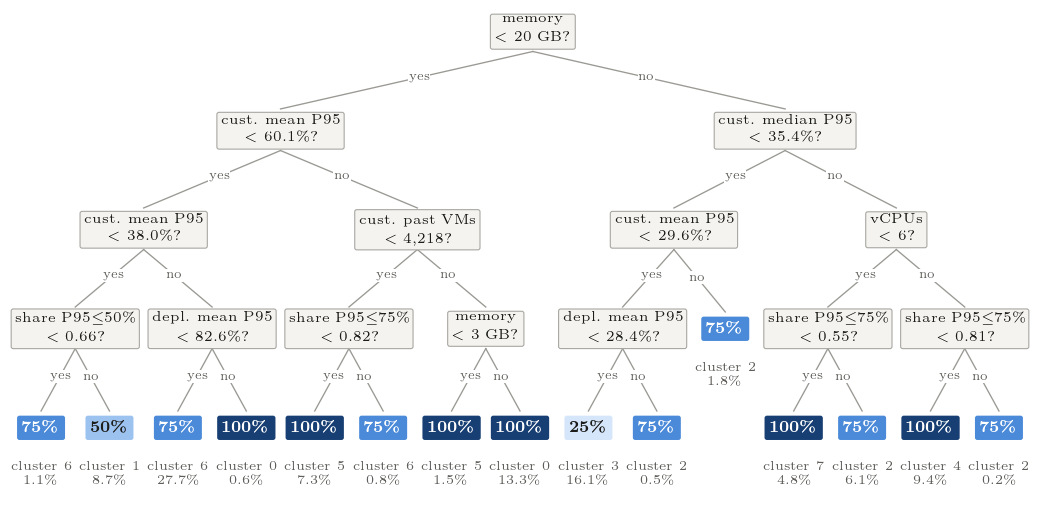 memory
< 20 GB?
yes
no
cust. mean P95
< 60.1%?
cust. median P95
< 35.4%?
yes
no
yes
no
cust. mean P95
< 38.0%?
cust. past VMs
< 4,218?
cust. mean P95
< 29.6%?
vCPUs
< 6?
yes
no
yes
no
yes
no
yes
no
share P95≤50%
< 0.66?
depl. mean P95
< 82.6%?
share P95≤75%
< 0.82?
memory
< 3 GB?
depl. mean P95
< 28.4%?
75%
cluster 2
1.8%
share P95≤75%
< 0.55?
share P95≤75%
< 0.81?
yes
no
yes
no
yes
no
yes
no
yes
no
yes
no
yes
no
75%
50%
75%
100%
100%
75%
100%
100%
25%
75%
100%
75%
100%
75%
cluster 6
1.1%
cluster 1
8.7%
cluster 6
27.7%
cluster 0
0.6%
cluster 5
7.3%
cluster 6
0.8%
cluster 5
1.5%
cluster 0
13.3%
cluster 3
16.1%
cluster 2
0.5%
cluster 7
4.8%
cluster 2
6.1%
cluster 4
9.4%
cluster 2
0.2%